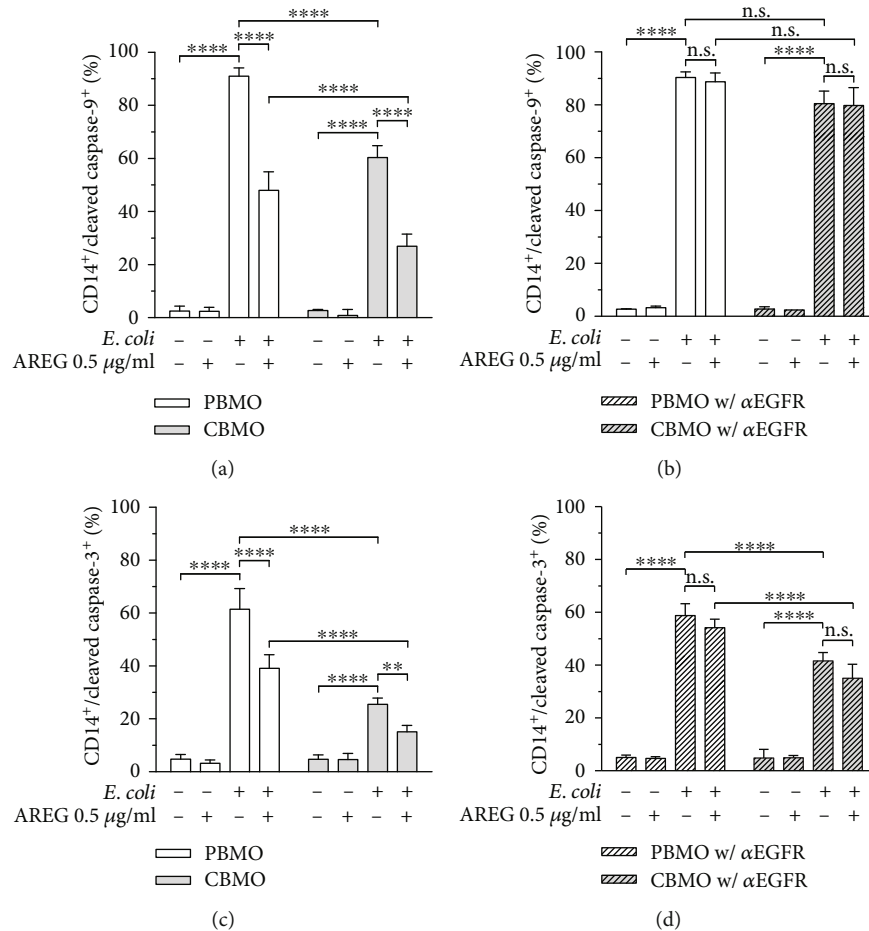 ****
****
****
****
****
****
****
CD14+/cleaved caspase-9+ (%)
100
80
60
40
20
0
E. coli – – + + – – + +
AREG 0.5 μg/ml – + – + – + – +
PBMO
CBMO
(a)
n.s.
n.s.
****
n.s.
****
n.s.
CD14+/cleaved caspase-9+ (%)
100
80
60
40
20
0
E. coli – – + + – – + +
AREG 0.5 μg/ml – + – + – + – +
PBMO w/ αEGFR
CBMO w/ αEGFR
(b)
****
****
****
****
**
****
CD14+/cleaved caspase-3+ (%)
100
80
60
40
20
0
E. coli – – + + – – + +
AREG 0.5 μg/ml – + – + – + – +
PBMO
CBMO
(c)
****
****
n.s.
****
****
n.s.
CD14+/cleaved caspase-3+ (%)
100
80
60
40
20
0
E. coli – – + + – – + +
AREG 0.5 μg/ml – + – + – + – +
PBMO w/ αEGFR
CBMO w/ αEGFR
(d)